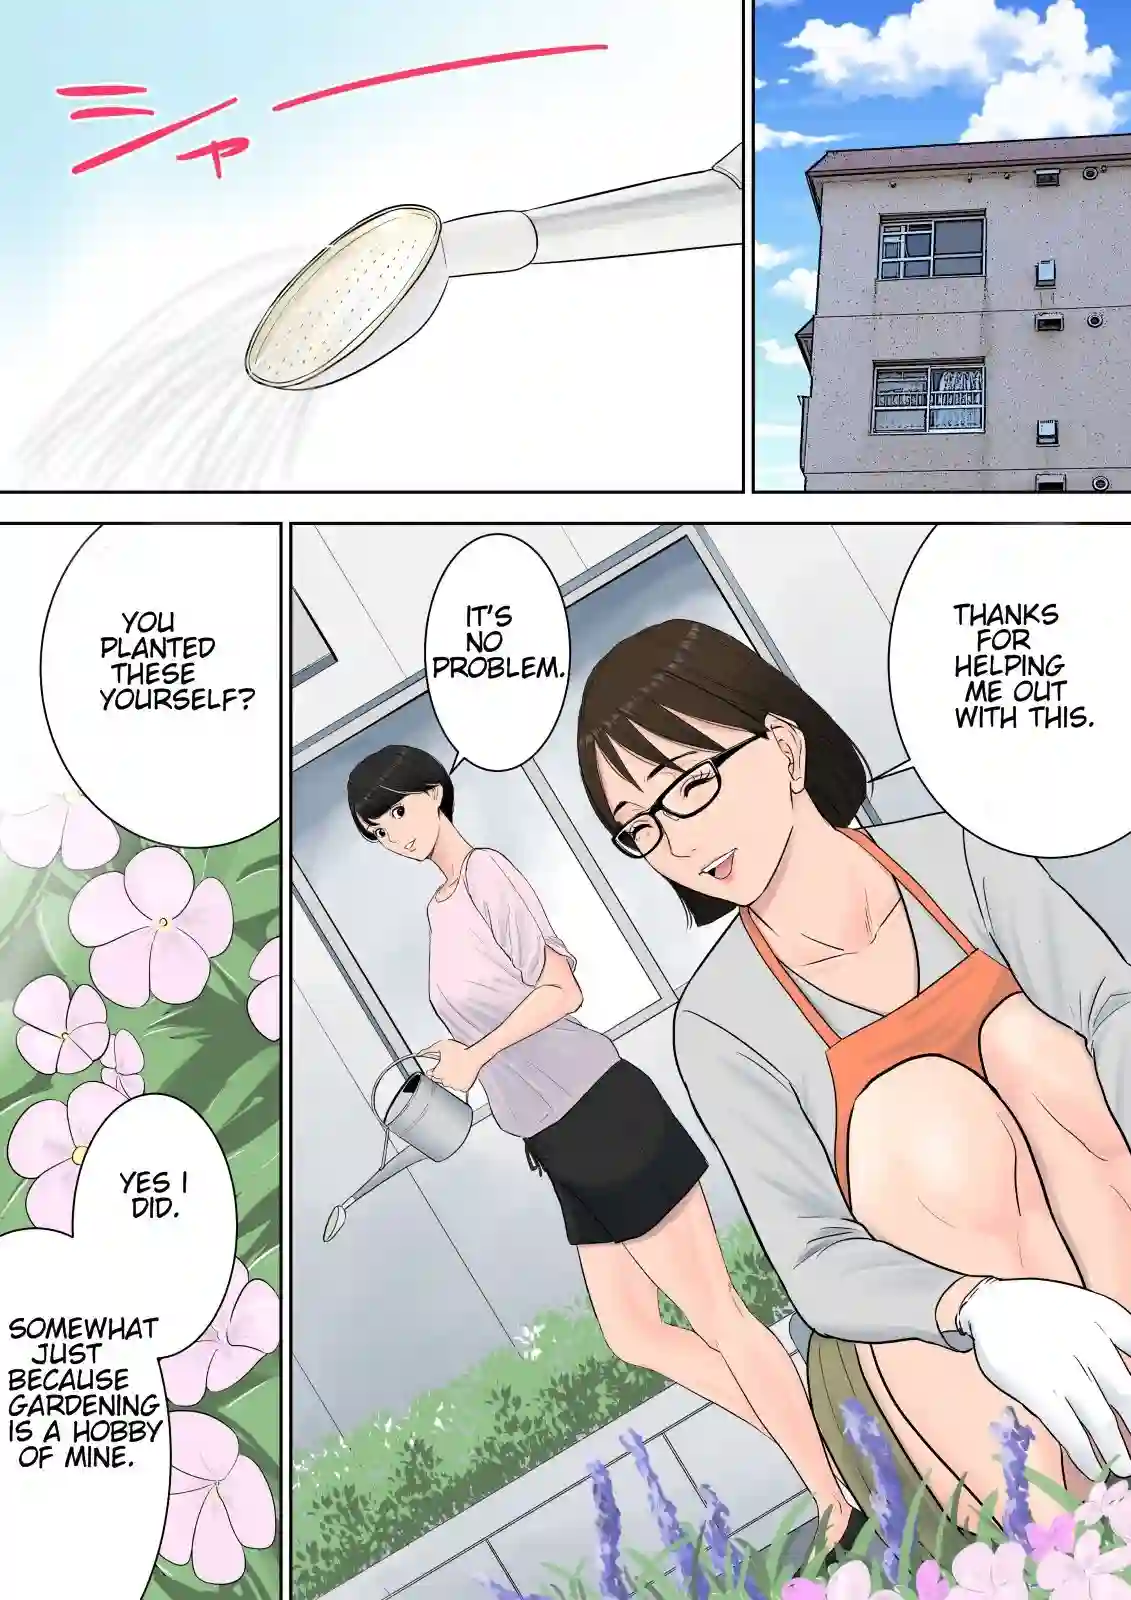 シャー
THANKS
FOR
HELPING
ME OUT
WITH THIS.
IT'S
NO
PROBLEM.
YOU
PLANTED
THESE
YOURSELF?
YES I
DID.
SOMEWHAT
JUST
BECAUSE
GARDENING
IS A HOBBY
OF MINE.